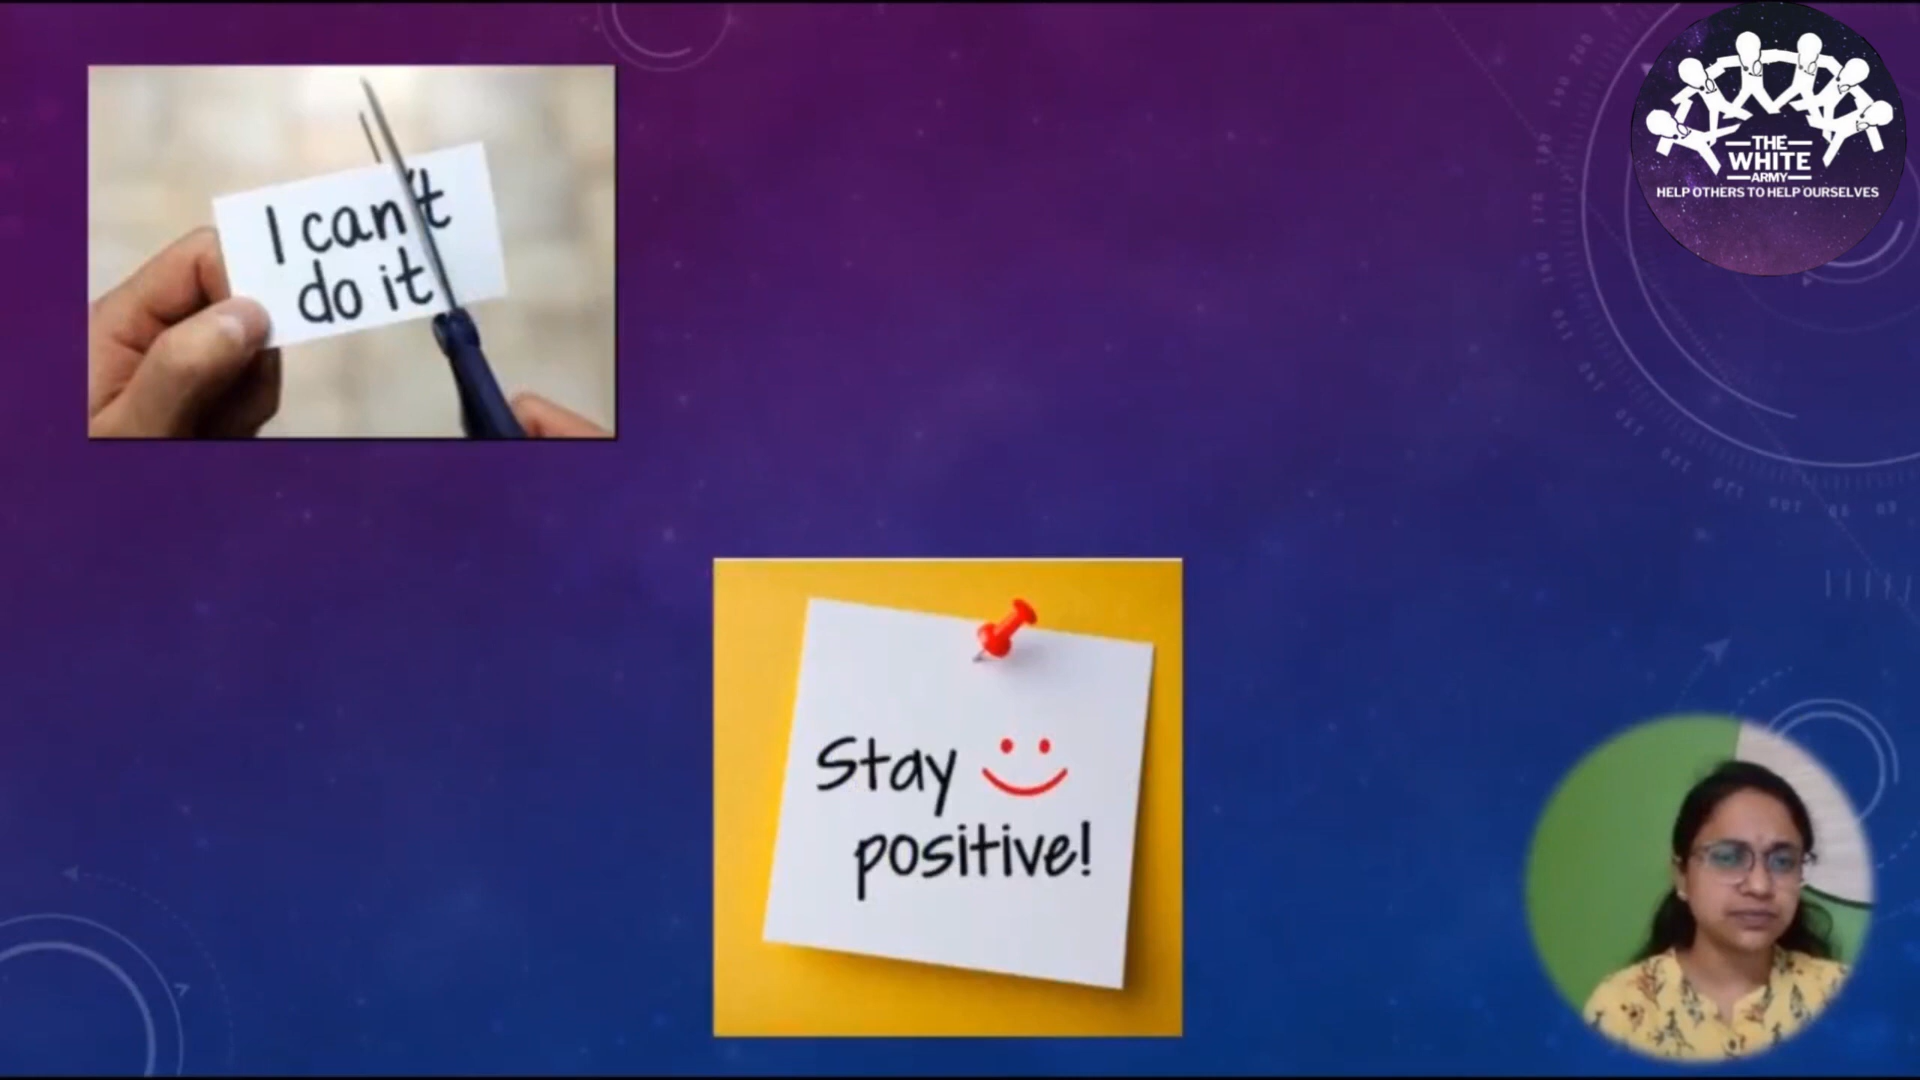 I can't
do it
THE
WHITE
ARMY
HELP OTHERS TO HELP OURSELVES
Stay
positive!